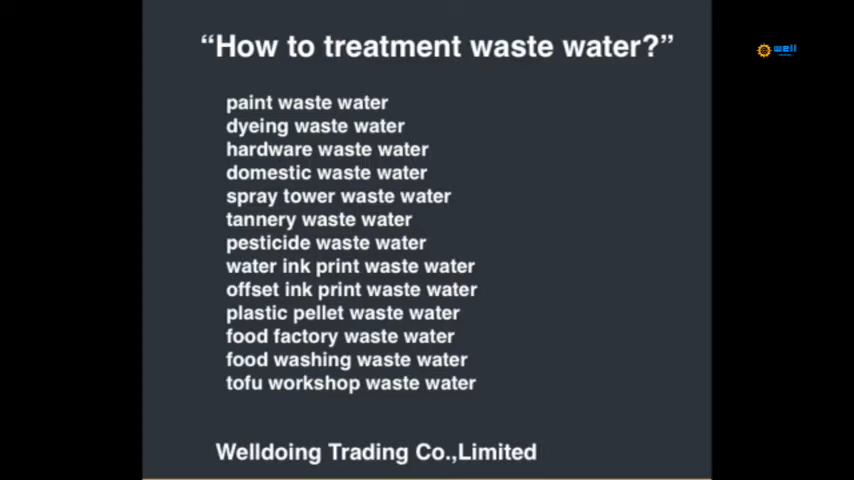 “How to treatment waste water?”
well
paint waste water
dyeing waste water
hardware waste water
domestic waste water
spray tower waste water
tannery waste water
pesticide waste water
water ink print waste water
offset ink print waste water
plastic pellet waste water
food factory waste water
food washing waste water
tofu workshop waste water
Welldoing Trading Co.,Limited